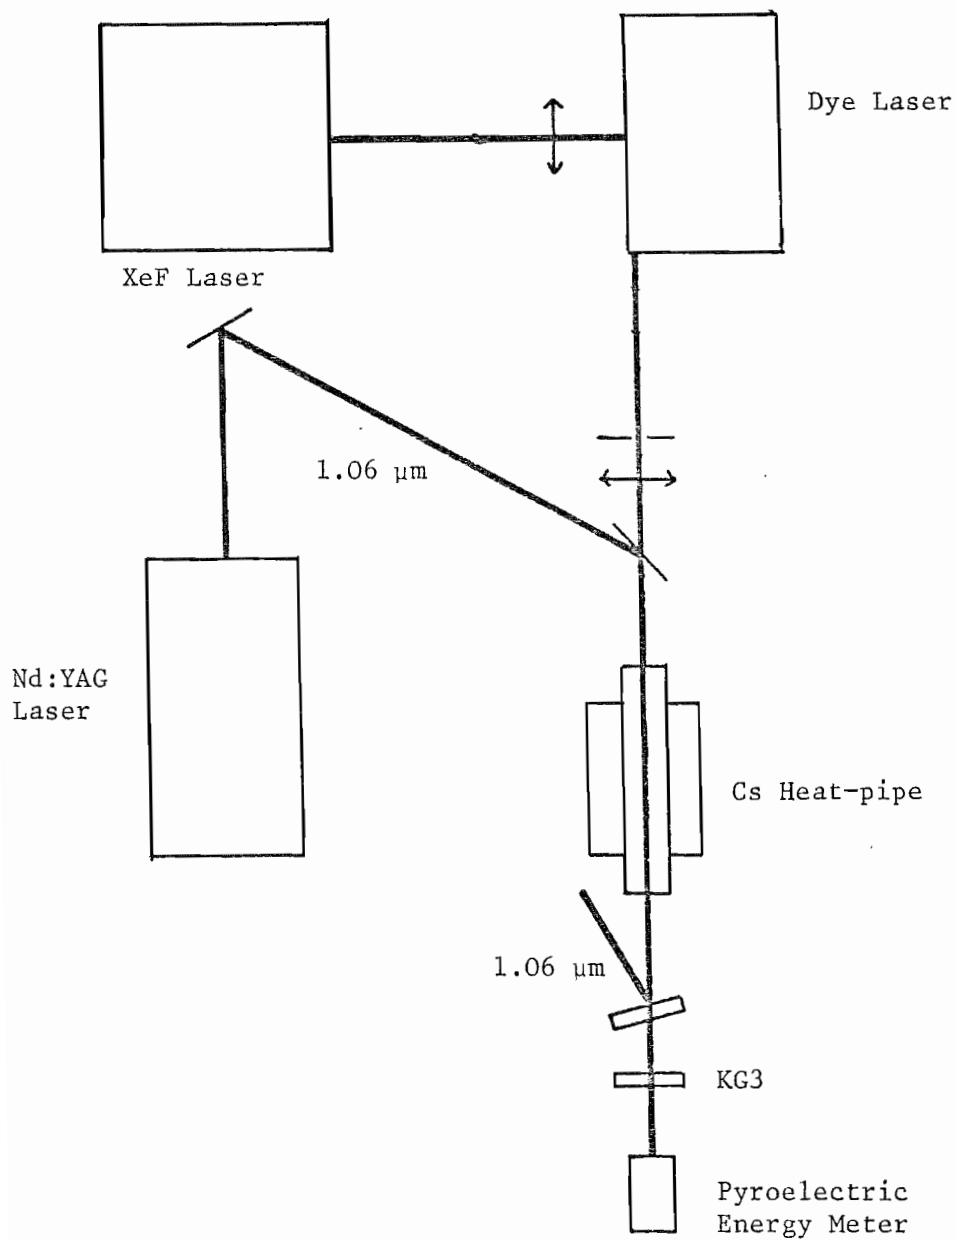 Dye Laser
XeF Laser
1.06 µm
Nd:YAG
Laser
Cs Heat-pipe
1.06 µm
KG3
Pyroelectric
Energy Meter